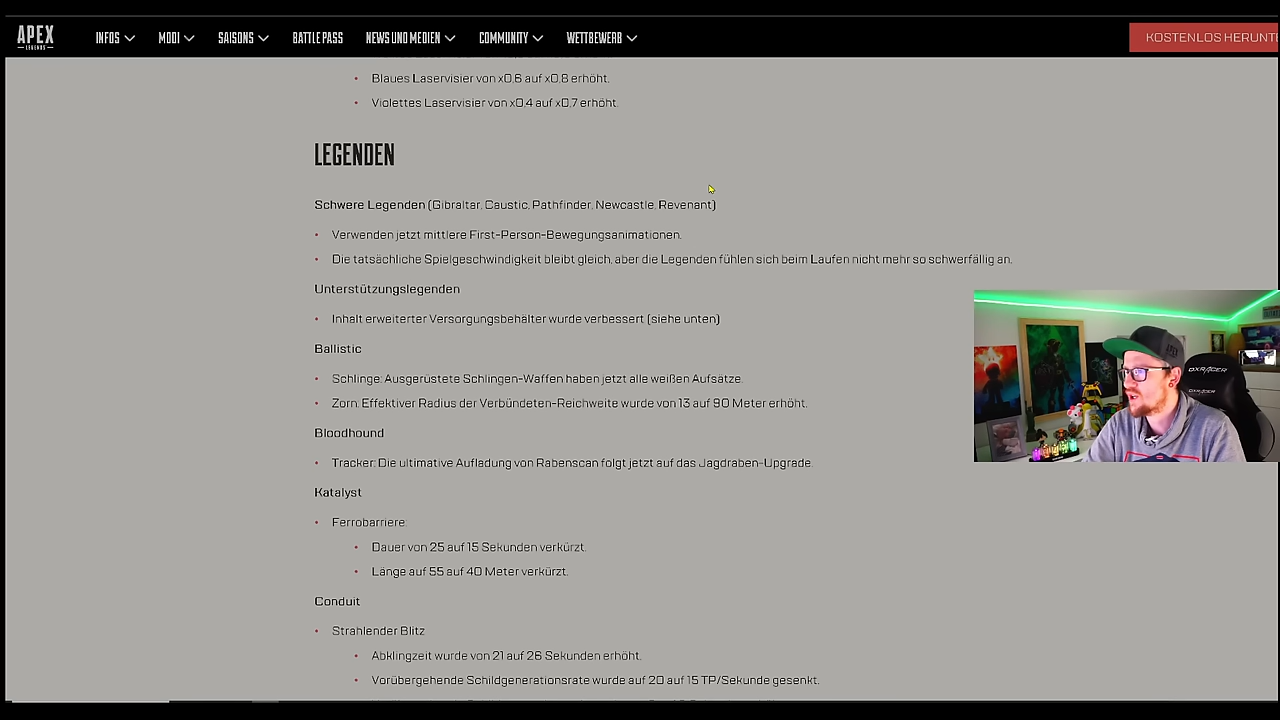 APEX
LEGENDS
INFOS
MODI
SAISONS
BATTLE PASS
NEWS UND MEDIEN
COMMUNITY
WETTBEWERB
KOSTENLOS HERUNT
Blaues Laservisier von x0,6 auf x0,8 erhöht.
Violettes Laservisier von x0,4 auf x0,7 erhöht.
LEGENDEN
Schwere Legenden (Gibraltar, Caustic, Pathfinder, Newcastle, Revenant)
Verwenden jetzt mittlere First-Person-Bewegungsanimationen.
Die tatsächliche Spielgeschwindigkeit bleibt gleich, aber die Legenden fühlen sich beim Laufen nicht mehr so schwerfällig an.
Unterstützungslegenden
Inhalt erweiterter Versorgungsbehälter wurde verbessert (siehe unten)
Ballistic
Schlinge: Ausgerüstete Schlingen-Waffen haben jetzt alle weißen Aufsätze.
Zorn: Effektiver Radius der Verbündeten-Reichweite wurde von 13 auf 90 Meter erhöht.
Bloodhound
Tracker: Die ultimative Aufladung von Rabenscan folgt jetzt auf das Jagdraben-Upgrade.
Katalyst
Ferrobarriere:
Dauer von 25 auf 15 Sekunden verkürzt.
Länge auf 55 auf 40 Meter verkürzt.
Conduit
Strahlender Blitz
Abklingzeit wurde von 21 auf 26 Sekunden erhöht.
Vorübergehende Schildgenerationsrate wurde auf 20 auf 15 TP/Sekunde gesenkt.
DXRACER